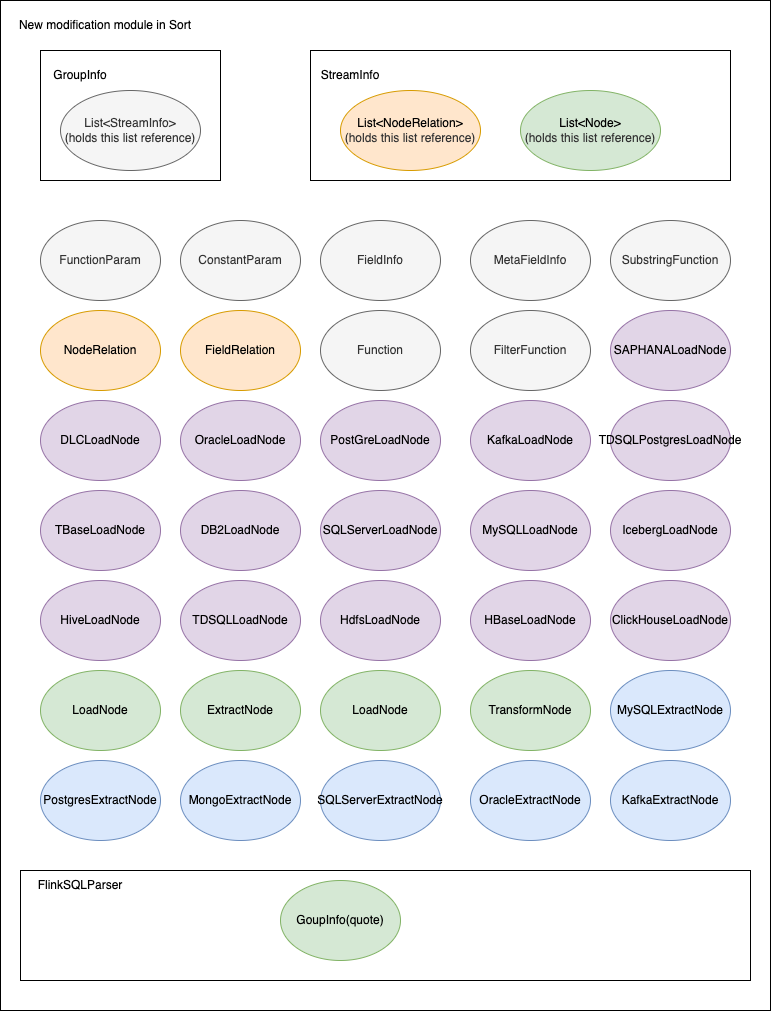 New modification module in Sort
GroupInfo
List<StreamInfo>
(holds this list reference)
StreamInfo
List<NodeRelation>
(holds this list reference)
List<Node>
(holds this list reference)
FunctionParam
ConstantParam
FieldInfo
MetaFieldInfo
SubstringFunction
NodeRelation
FieldRelation
Function
FilterFunction
SAPHANALoadNode
DLCLoadNode
OracleLoadNode
PostGreLoadNode
KafkaLoadNode
TDSQLPostgresLoadNode
TBaseLoadNode
DB2LoadNode
SQLServerLoadNode
MySQLLoadNode
IcebergLoadNode
HiveLoadNode
TDSQLLoadNode
HdfsLoadNode
HBaseLoadNode
ClickHouseLoadNode
LoadNode
ExtractNode
LoadNode
TransformNode
MySQLExtractNode
PostgresExtractNode
MongoExtractNode
SQLServerExtractNode
OracleExtractNode
KafkaExtractNode
FlinkSQLParser
GoupInfo(quote)